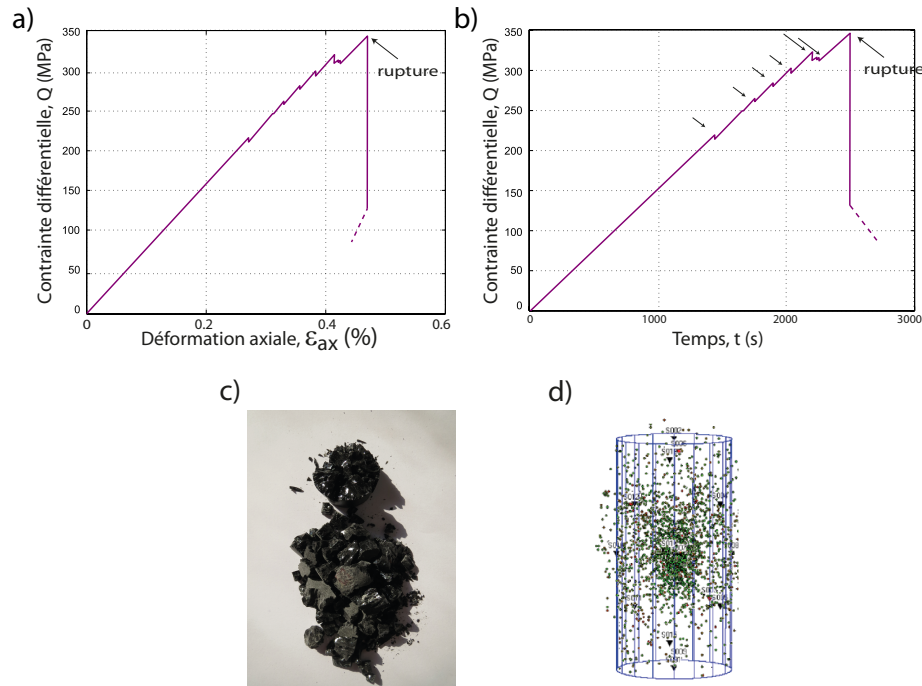 a)
Contrainte différentielle, Q (MPa)
350
300
250
200
150
100
50
0
0
0.2
0.4
0.6
rupture
Déformation axiale, εax (%)
b)
Contrainte différentielle, Q (MPa)
350
300
250
200
150
100
50
0
0
1000
2000
3000
rupture
Temps, t (s)
c)
d)